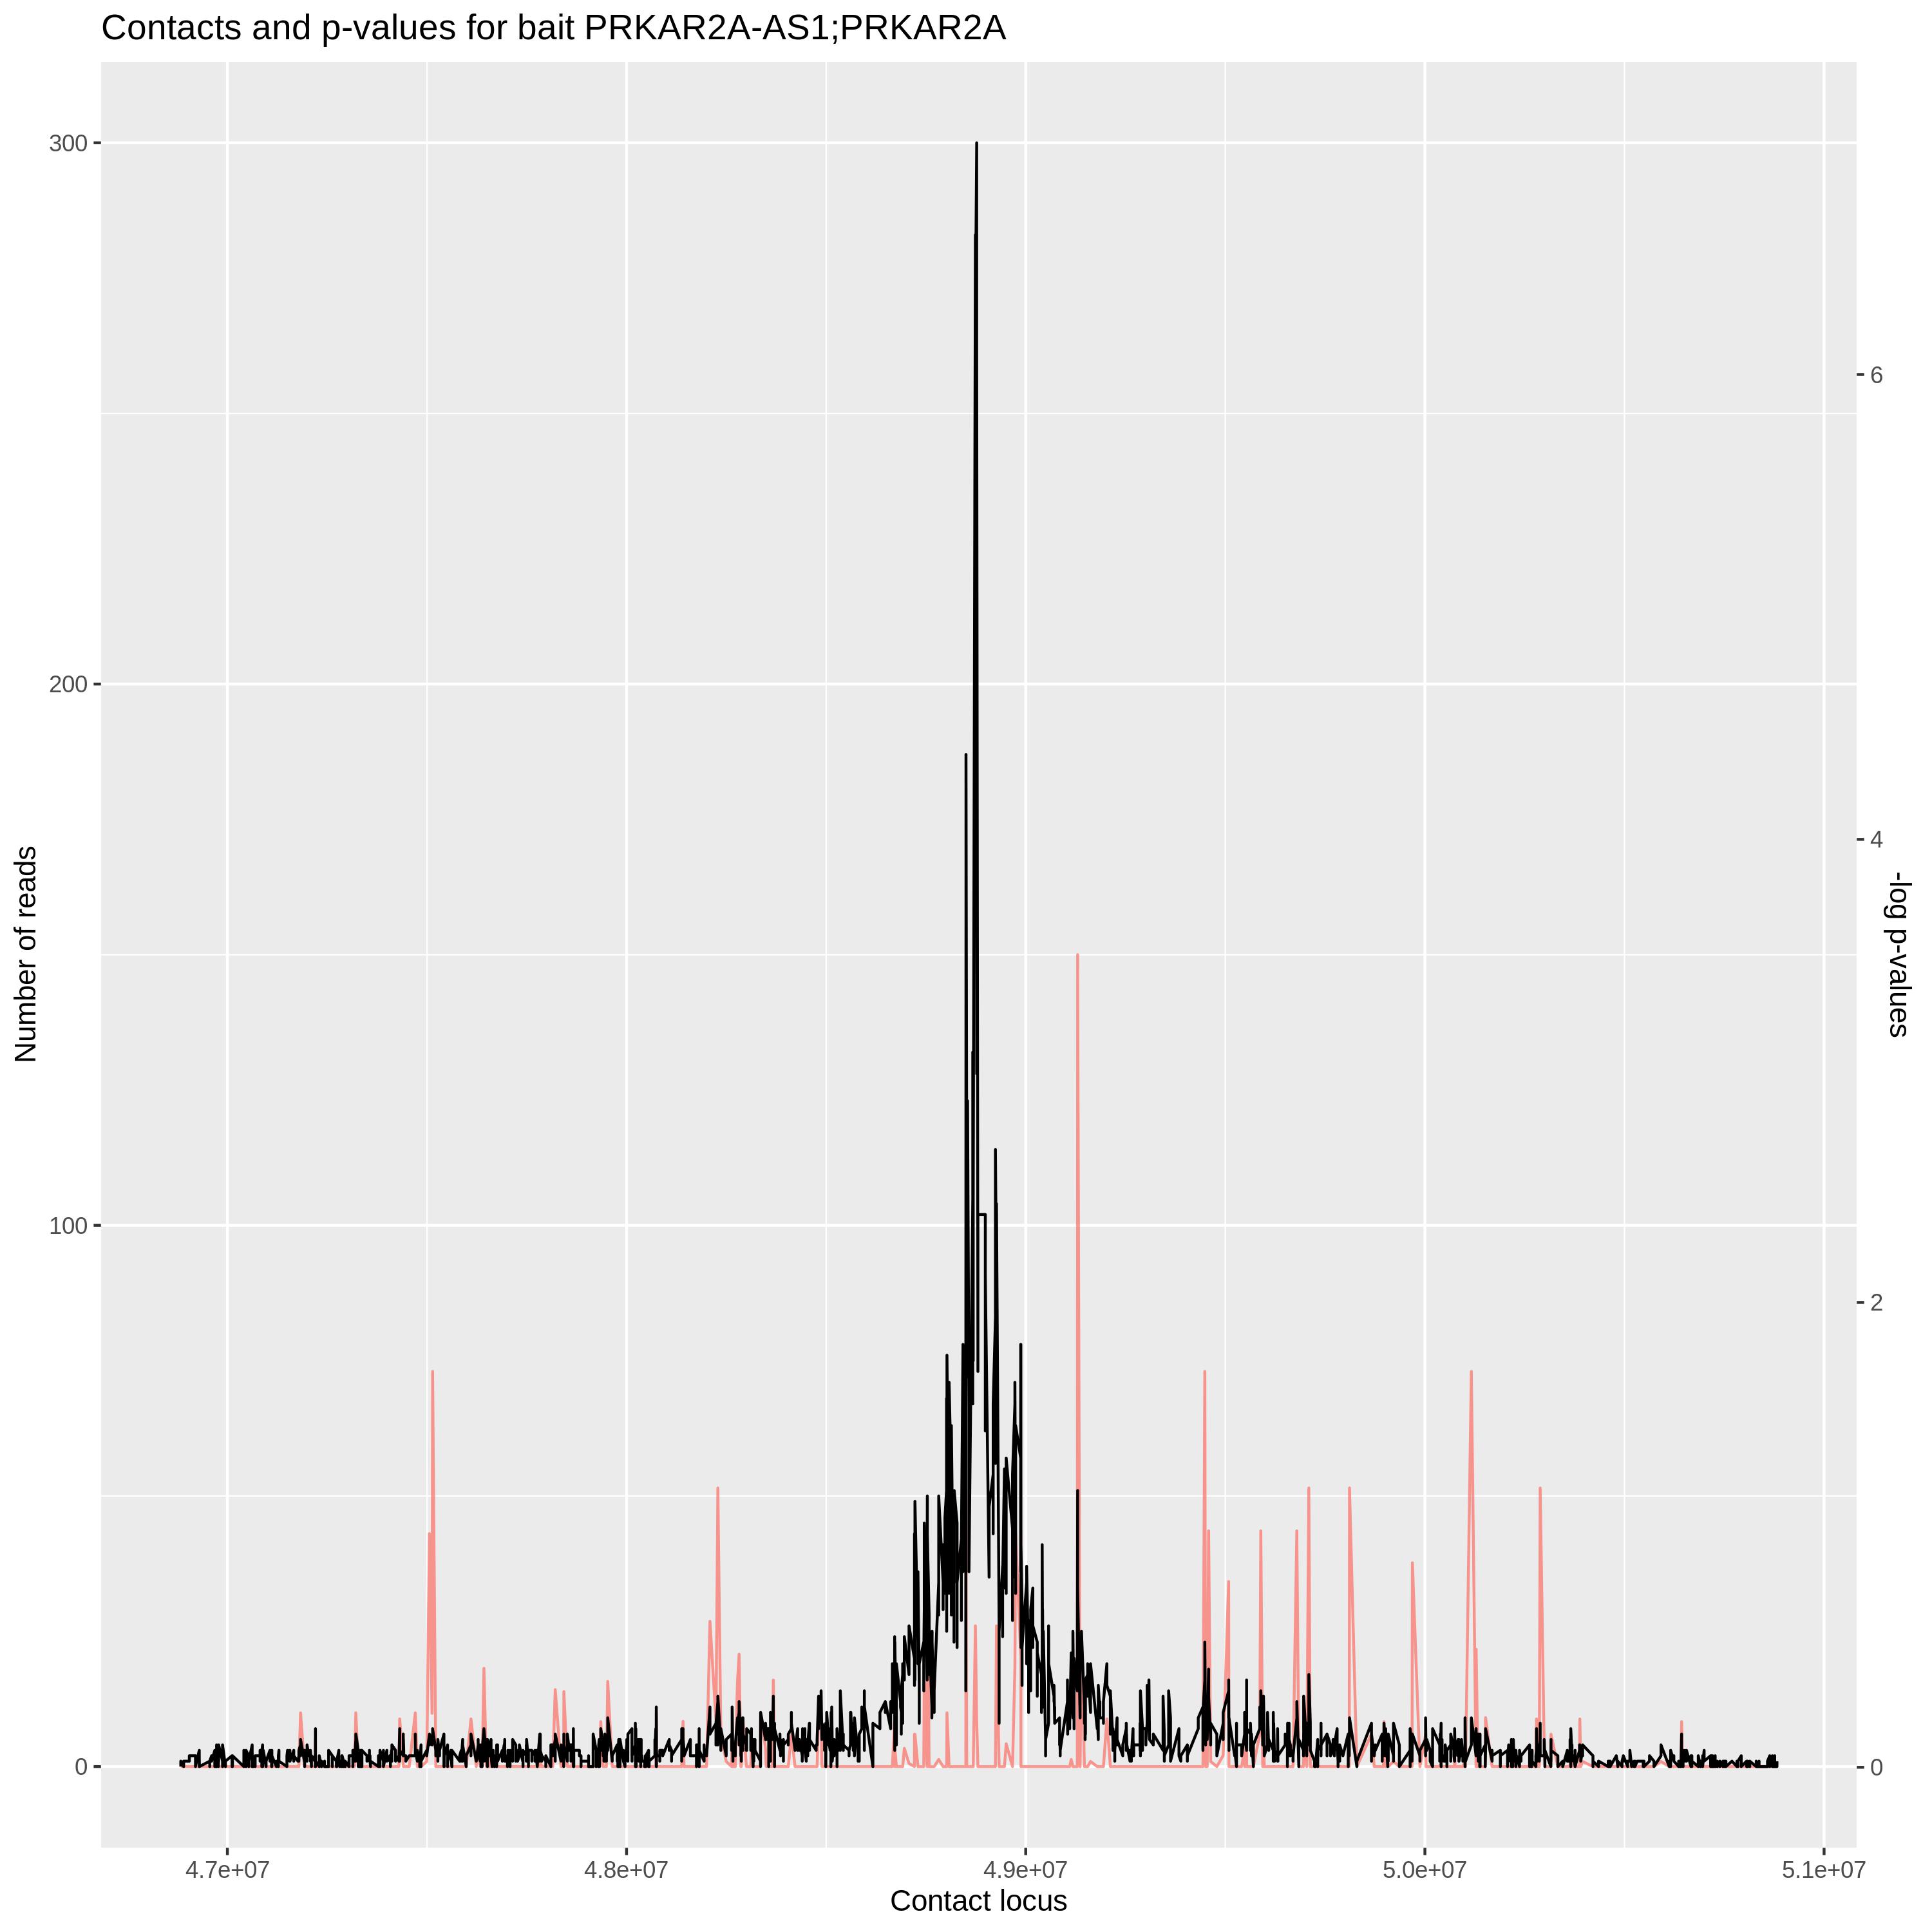 Contacts and p-values for bait PRKAR2A-AS1;PRKAR2A
300
200
100
0
Number of reads
6
4
2
0
-log p-values
4.7e+07
4.8e+07
4.9e+07
5.0e+07
5.1e+07
Contact locus